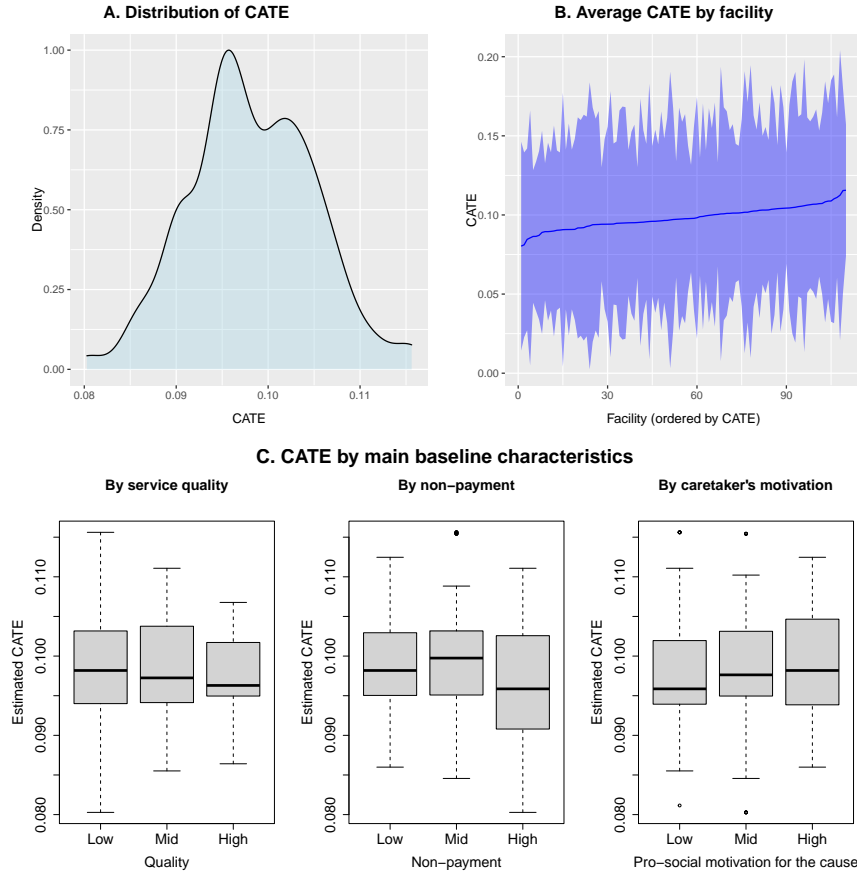 A. Distribution of CATE
B. Average CATE by facility
Density
1.00
0.75
0.50
0.25
0.00
0.08
0.09
0.10
0.11
CATE
CATE
0.20
0.15
0.10
0.05
0.00
0
30
60
90
Facility (ordered by CATE)
C. CATE by main baseline characteristics
By service quality
By non−payment
By caretaker's motivation
Estimated CATE
0.080
0.090
0.100
0.110
Low
Mid
High
Quality
Estimated CATE
0.080
0.090
0.100
0.110
Low
Mid
High
Non−payment
Estimated CATE
0.080
0.090
0.100
0.110
Low
Mid
High
Pro−social motivation for the cause